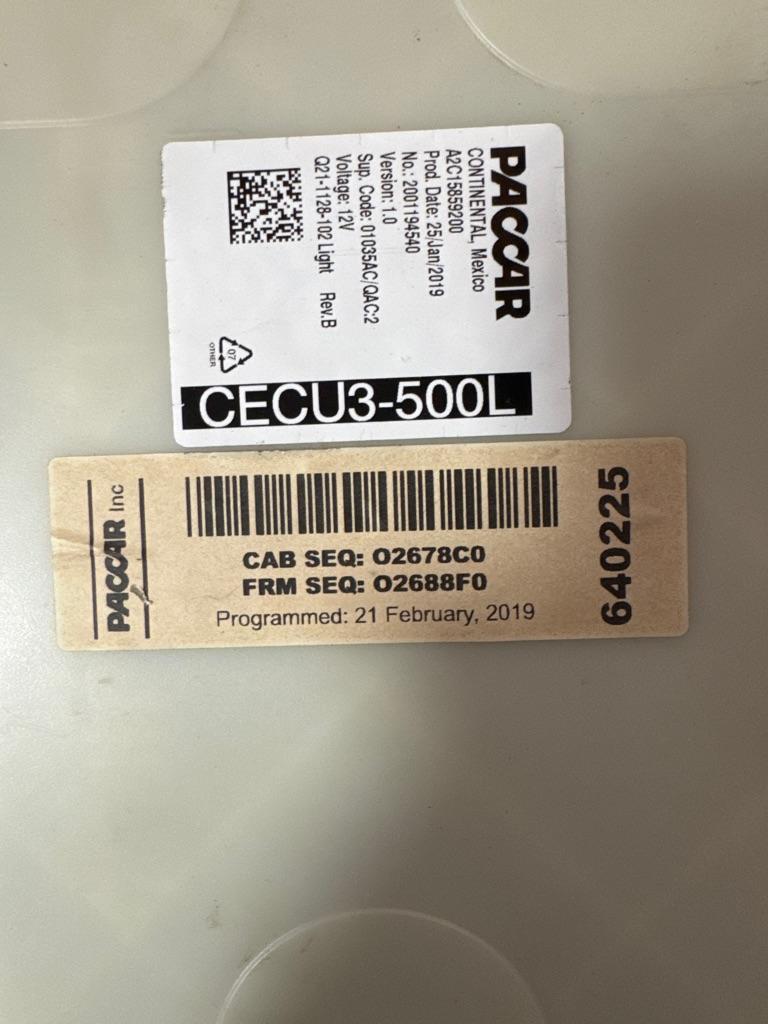 PACCAR
CONTINENTAL, Mexico
A2C15859200
Prod. Date: 25/Jan/2019
No.: 2001194540
Version: 1.0
Sup. Code: 01035AC/QAC:2
Voltage: 12V
Q21-1128-102 Light Rev.B
07
OTHER
CECU3-500L
PACCAR Inc
CAB SEQ: O2678C0
FRM SEQ: O2688F0
Programmed: 21 February, 2019
640225